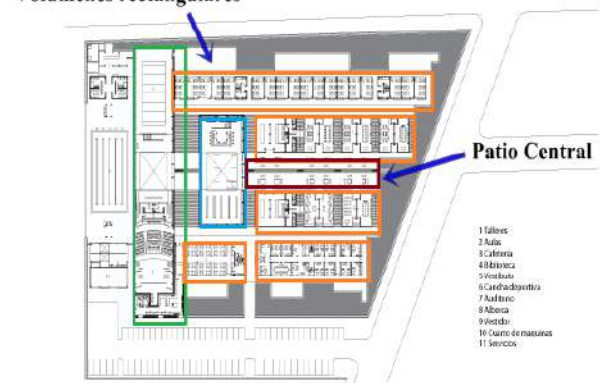 volúmenes rectangulares
Patio Central
1 Talleres
2 Aulas
3 Cafetería
4 Biblioteca
5 Vestíbulo
6 Cancha deportiva
7 Auditorio
8 Alberca
9 Vestidor
10 Cuarto de maquinas
11 Servicios